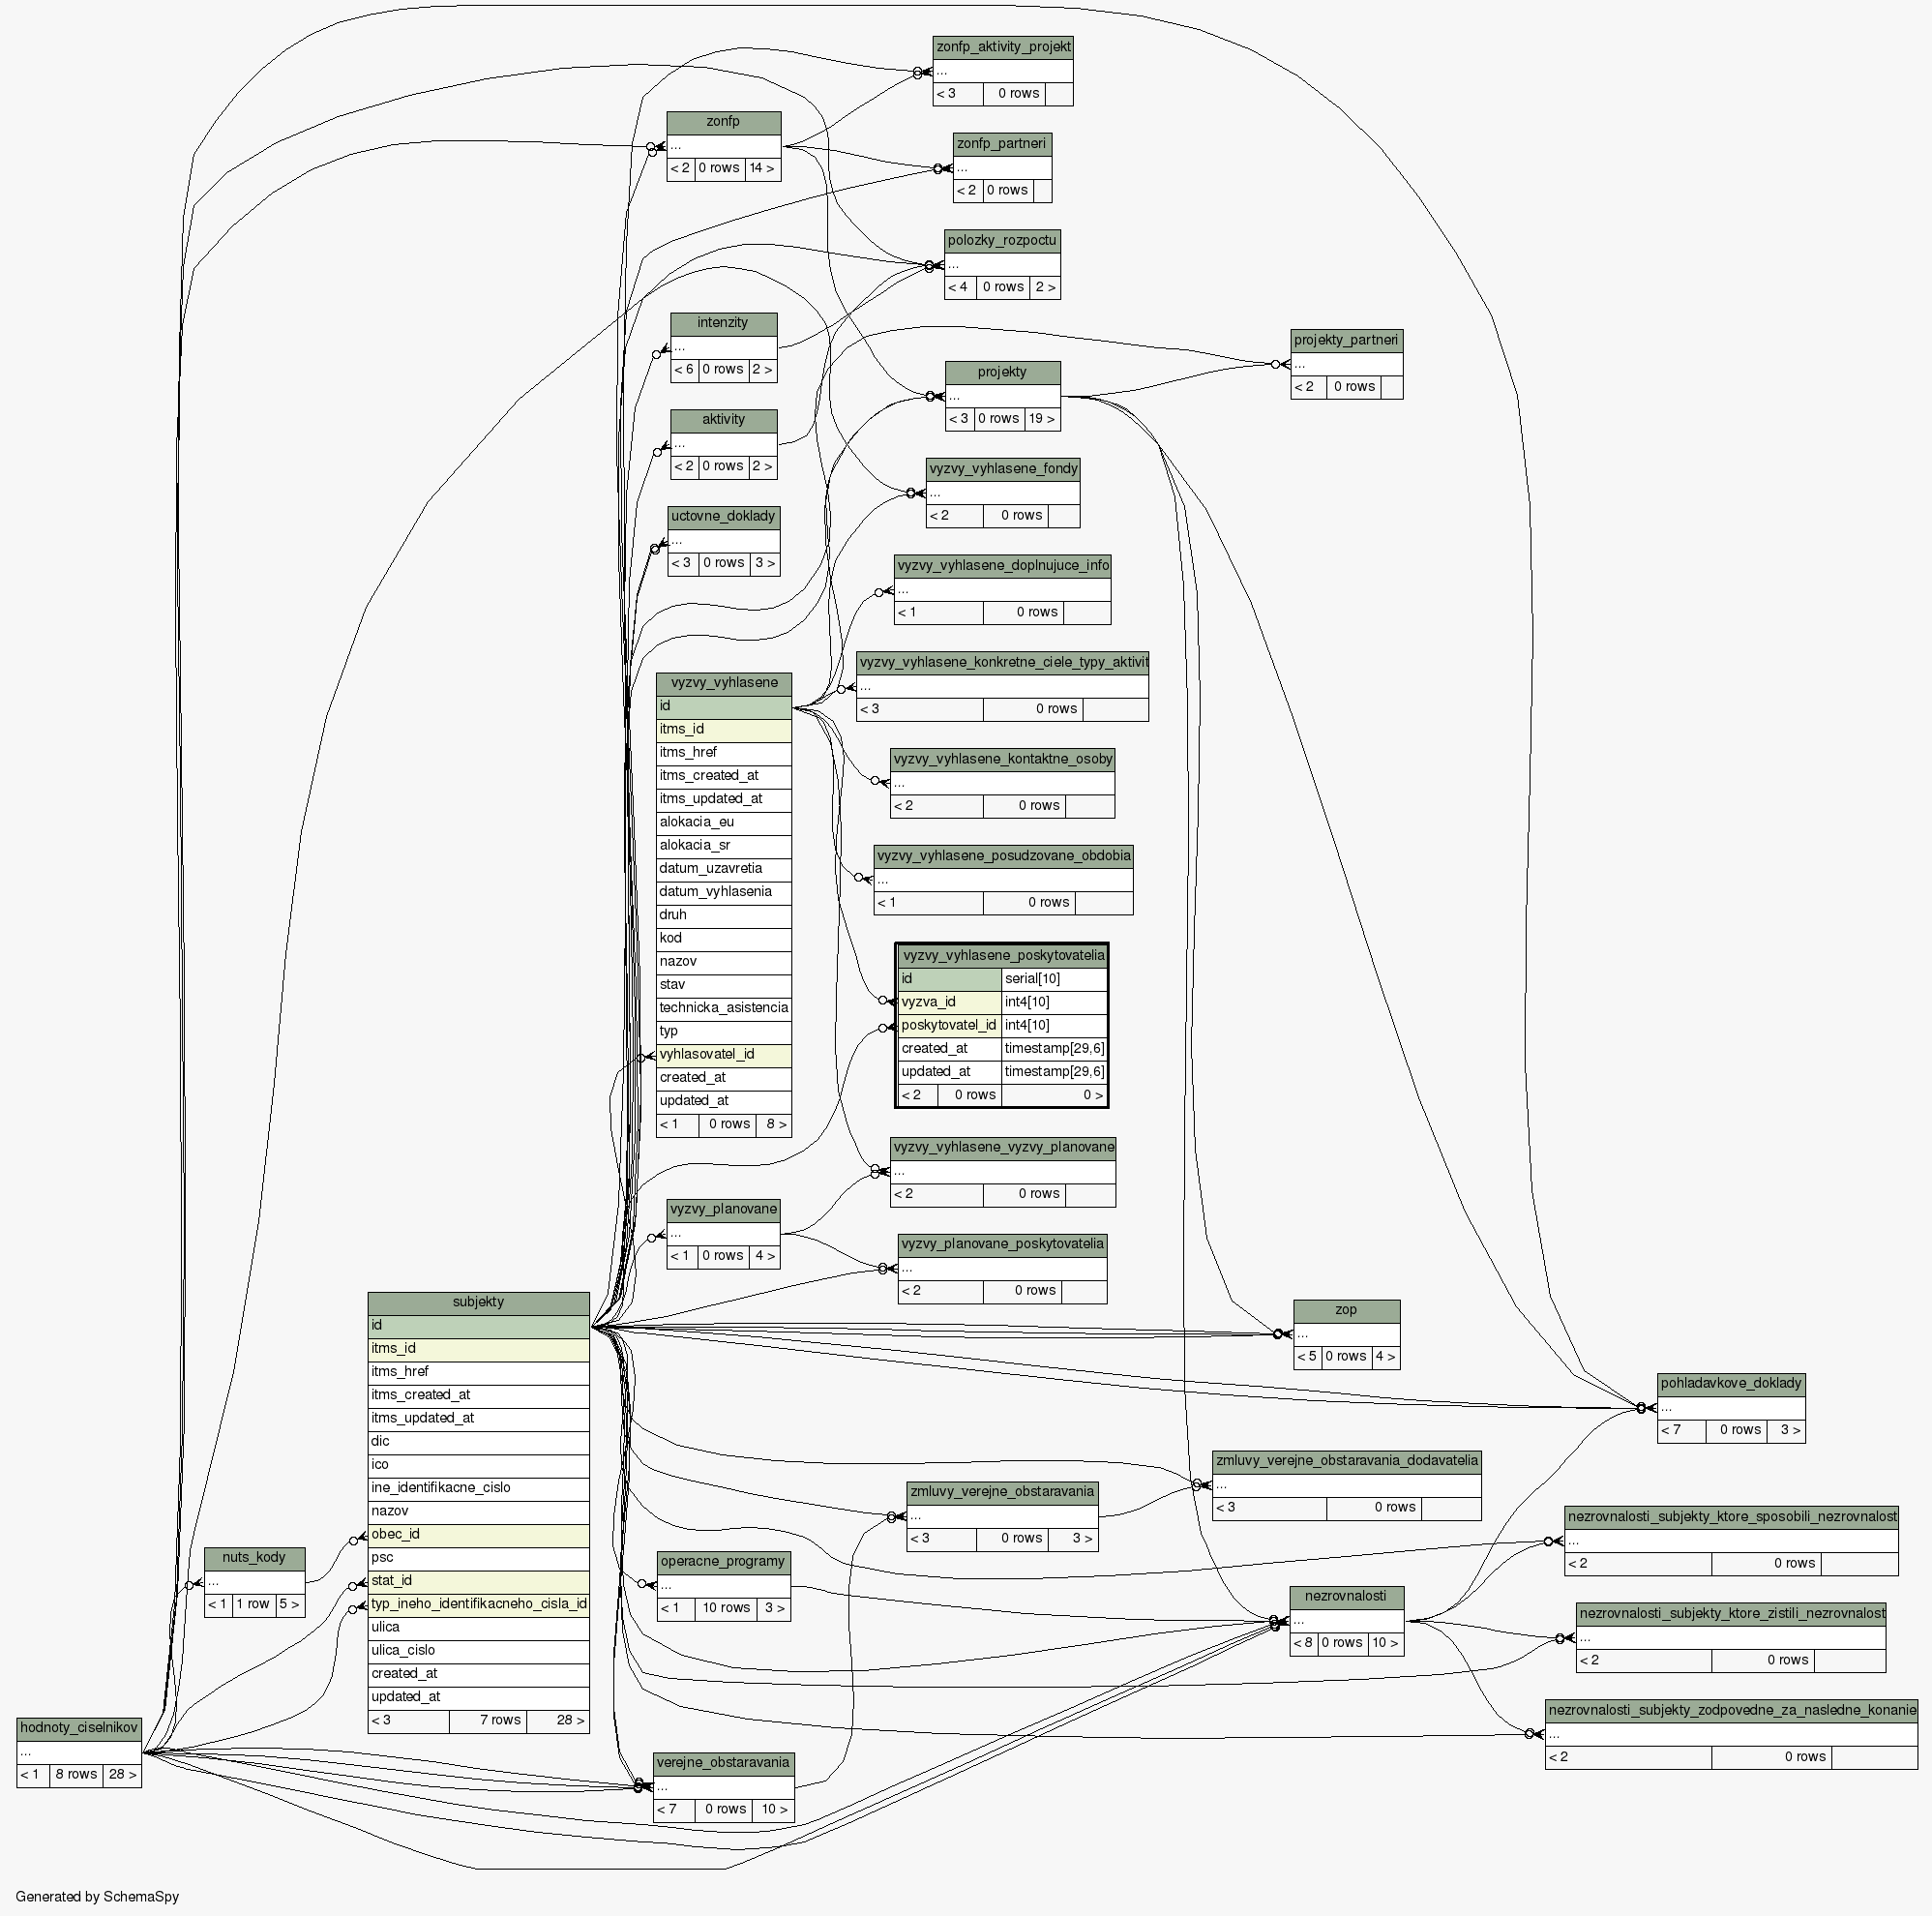 zonfp_aktivity_projekt
...
< 3 0 rows
zonfp
...
< 2 0 rows 14 >
zonfp_partneri
...
< 2 0 rows
polozky_rozpoctu
...
< 4 0 rows 2 >
intenzity
...
< 6 0 rows 2 >
projekty_partneri
...
< 2 0 rows
projekty
...
< 3 0 rows 19 >
aktivity
...
< 2 0 rows 2 >
vyzvy_vyhlasene_fondy
...
< 2 0 rows
uctovne_doklady
...
< 3 0 rows 3 >
vyzvy_vyhlasene_doplnujuce_info
...
< 1 0 rows
vyzvy_vyhlasene_konkretne_ciele_typy_aktivit
...
< 3 0 rows
vyzvy_vyhlasene
id
itms_id
itms_href
itms_created_at
itms_updated_at
alokacia_eu
alokacia_sr
datum_uzavretia
datum_vyhlasenia
druh
kod
nazov
stav
technicka_asistencia
typ
vyhlasovatel_id
created_at
updated_at
< 1 0 rows 8 >
vyzvy_vyhlasene_kontaktne_osoby
...
< 2 0 rows
vyzvy_vyhlasene_posudzovane_obdobia
...
< 1 0 rows
vyzvy_vyhlasene_poskytovatelia
id serial[10]
vyzva_id int4[10]
poskytovatel_id int4[10]
created_at timestamp[29,6]
updated_at timestamp[29,6]
< 2 0 rows 0 >
vyzvy_vyhlasene_vyzvy_planovane
...
< 2 0 rows
vyzvy_planovane
...
< 1 0 rows 4 >
vyzvy_planovane_poskytovatelia
...
< 2 0 rows
subjekty
id
itms_id
itms_href
itms_created_at
itms_updated_at
dic
ico
ine_identifikacne_cislo
nazov
obec_id
psc
stat_id
typ_ineho_identifikacneho_cisla_id
ulica
ulica_cislo
created_at
updated_at
< 3 7 rows 28 >
zop
...
< 5 0 rows 4 >
pohladavkove_doklady
...
< 7 0 rows 3 >
zmluvy_verejne_obstaravania_dodavatelia
...
< 3 0 rows
zmluvy_verejne_obstaravania
...
< 3 0 rows 3 >
nezrovnalosti_subjekty_ktore_sposobili_nezrovnalost
...
< 2 0 rows
nuts_kody
...
< 1 1 row 5 >
operacne_programy
...
< 1 10 rows 3 >
nezrovnalosti
...
< 8 0 rows 10 >
nezrovnalosti_subjekty_ktore_zistili_nezrovnalost
...
< 2 0 rows
nezrovnalosti_subjekty_zodpovedne_za_nasledne_konanie
...
< 2 0 rows
hodnoty_ciselnikov
...
< 1 8 rows 28 >
verejne_obstaravania
...
< 7 0 rows 10 >
Generated by SchemaSpy